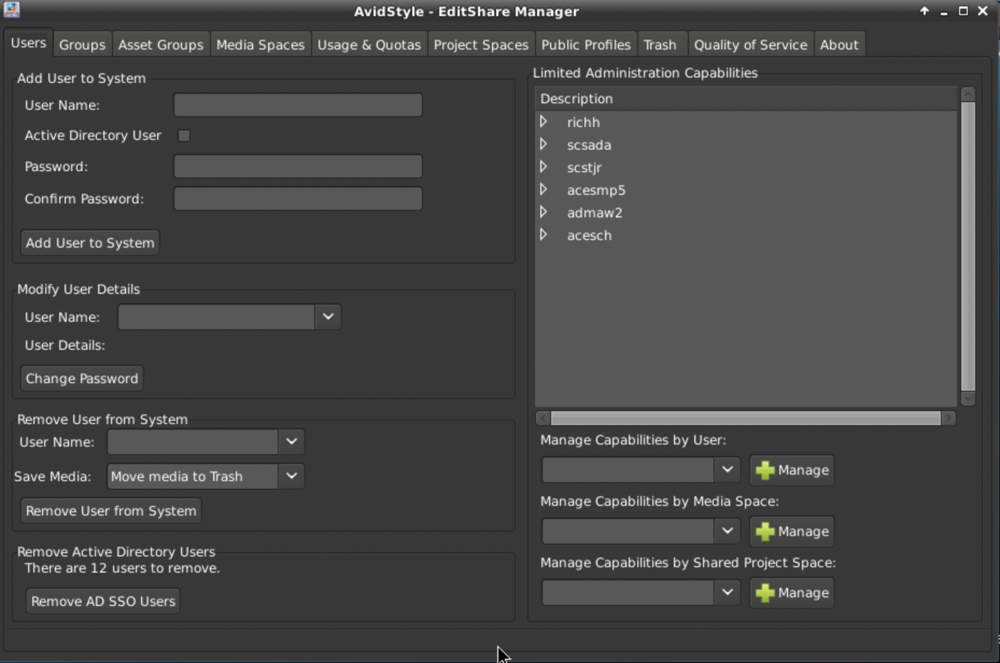 AvidStyle - EditShare Manager
Users Groups Asset Groups Media Spaces Usage & Quotas Project Spaces Public Profiles Trash Quality of Service About
Add User to System
User Name:
Active Directory User
Password:
Confirm Password:
Add User to System
Modify User Details
User Name:
User Details:
Change Password
Remove User from System
User Name:
Save Media: Move media to Trash
Remove User from System
Remove Active Directory Users
There are 12 users to remove.
Remove AD SSO Users
Limited Administration Capabilities
Description
richh
scsada
scstjr
acesmp5
admaw2
acesch
Manage Capabilities by User:
Manage
Manage Capabilities by Media Space:
Manage
Manage Capabilities by Shared Project Space:
Manage